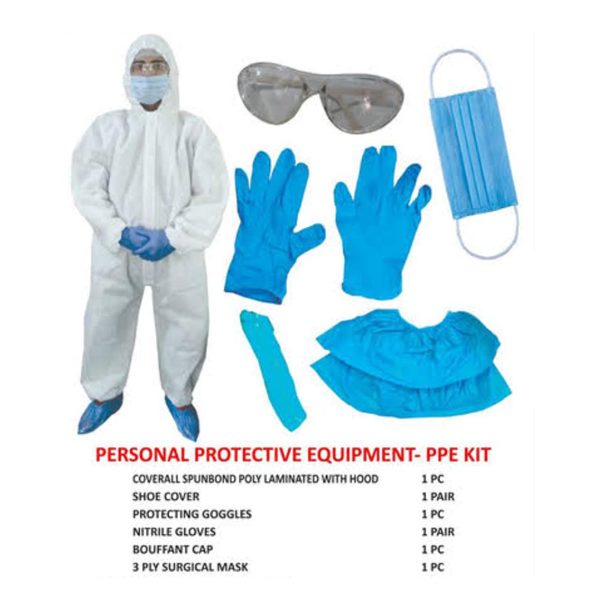 PERSONAL PROTECTIVE EQUIPMENT- PPE KIT
COVERALL SPUNBOND POLY LAMINATED WITH HOOD 1 PC
SHOE COVER 1 PAIR
PROTECTING GOGGLES 1 PC
NITRILE GLOVES 1 PAIR
BOUFFANT CAP 1 PC
3 PLY SURGICAL MASK 1 PC